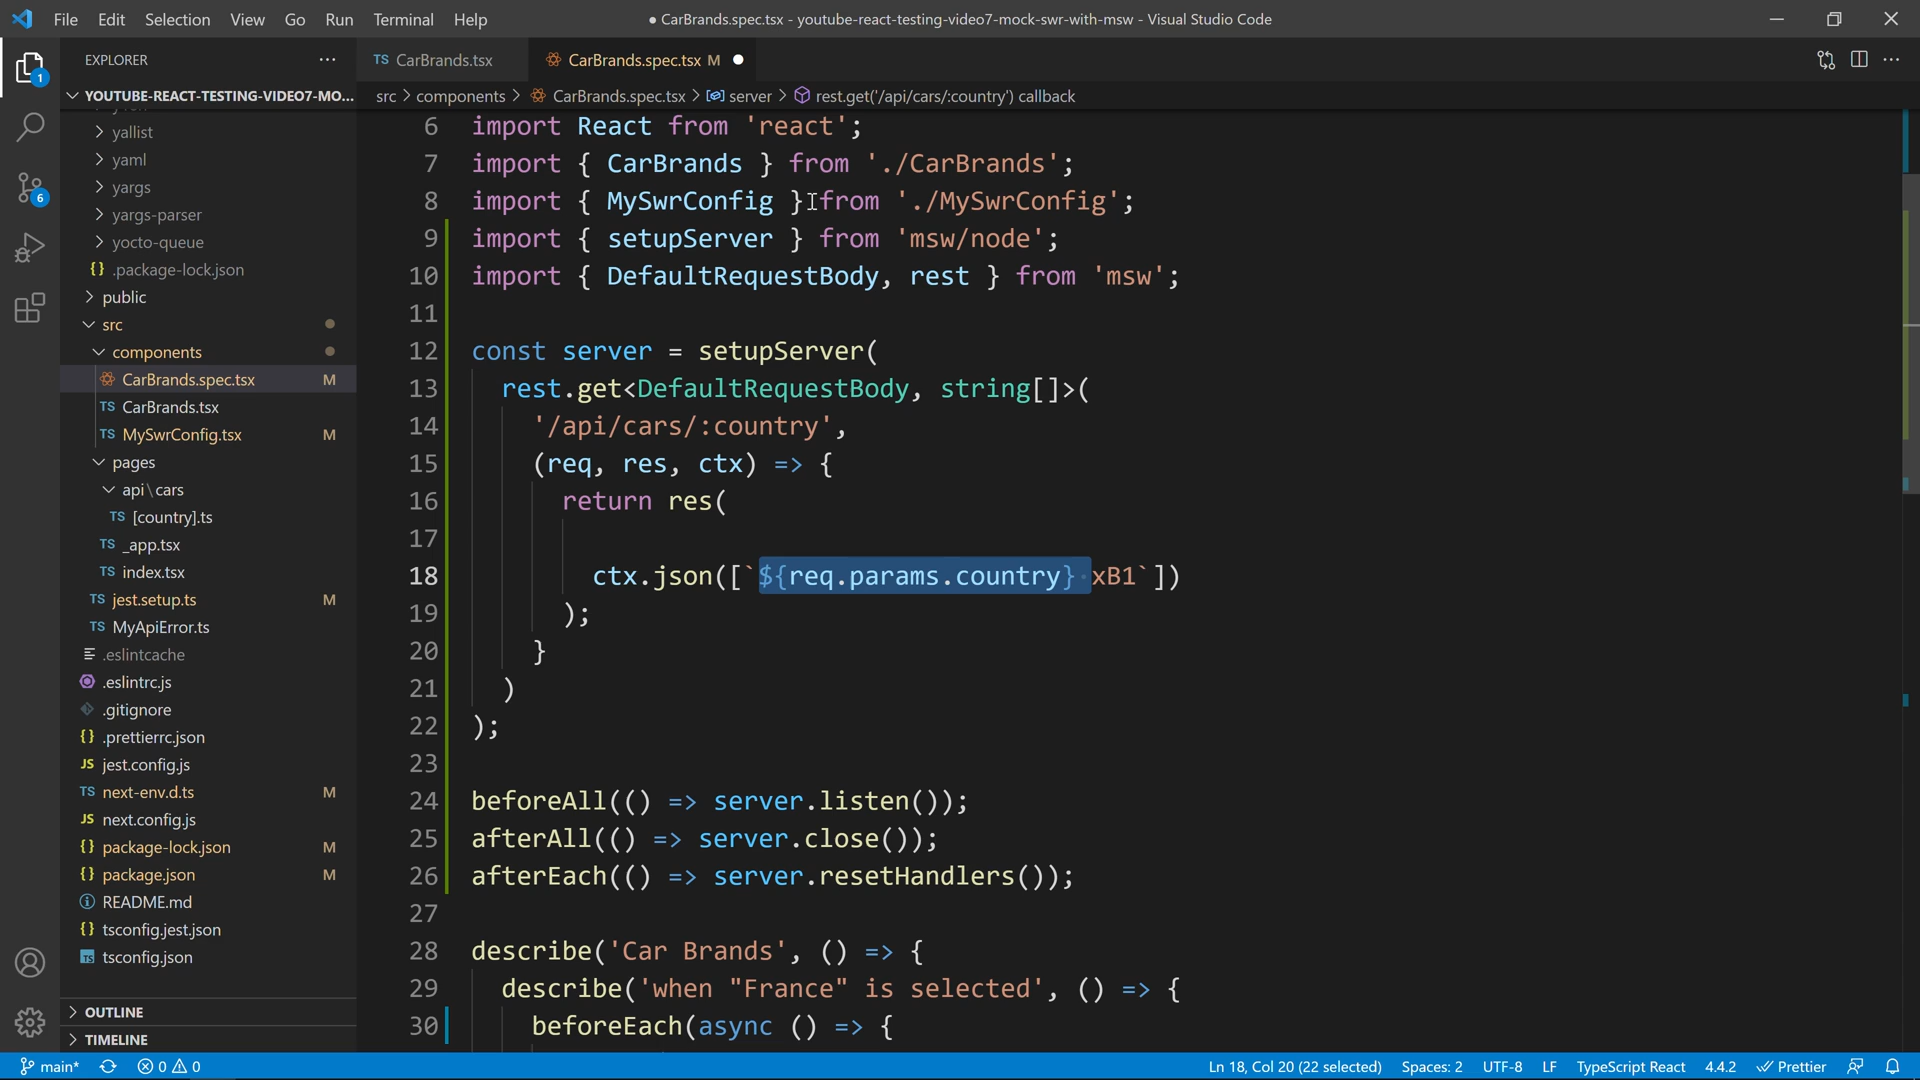 File Edit Selection View Go Run Terminal Help
● CarBrands.spec.tsx - youtube-react-testing-video7-mock-swr-with-msw - Visual Studio Code
EXPLORER ···
TS CarBrands.tsx
CarBrands.spec.tsx M ●
YOUTUBE-REACT-TESTING-VIDEO7-MO...
src > components > CarBrands.spec.tsx > server > rest.get('/api/cars/:country') callback
1
6
yallist
yaml
yargs
yargs-parser
yocto-queue
{} .package-lock.json
public
src
components
CarBrands.spec.tsx M
TS CarBrands.tsx
TS MySwrConfig.tsx M
pages
api\cars
TS [country].ts
TS _app.tsx
TS index.tsx
TS jest.setup.ts M
TS MyApiError.ts
.eslintcache
.eslintrc.js
.gitignore
{} .prettierrc.json
JS jest.config.js
TS next-env.d.ts M
JS next.config.js
{} package-lock.json M
{} package.json M
README.md
{} tsconfig.jest.json
TS tsconfig.json
OUTLINE
TIMELINE
6 import React from 'react';
7 import { CarBrands } from './CarBrands';
8 import { MySwrConfig } from './MySwrConfig';
9 import { setupServer } from 'msw/node';
10 import { DefaultRequestBody, rest } from 'msw';
11
12 const server = setupServer(
13 rest.get<DefaultRequestBody, string[]>(
14 '/api/cars/:country',
15 (req, res, ctx) => {
16 return res(
17
18 ctx.json([`${req.params.country} xB1`])
19 );
20 }
21 )
22 );
23
24 beforeAll(() => server.listen());
25 afterAll(() => server.close());
26 afterEach(() => server.resetHandlers());
27
28 describe('Car Brands', () => {
29 describe('when "France" is selected', () => {
30 beforeEach(async () => {
main* 0 0 Ln 18, Col 20 (22 selected) Spaces: 2 UTF-8 LF TypeScript React 4.4.2 Prettier